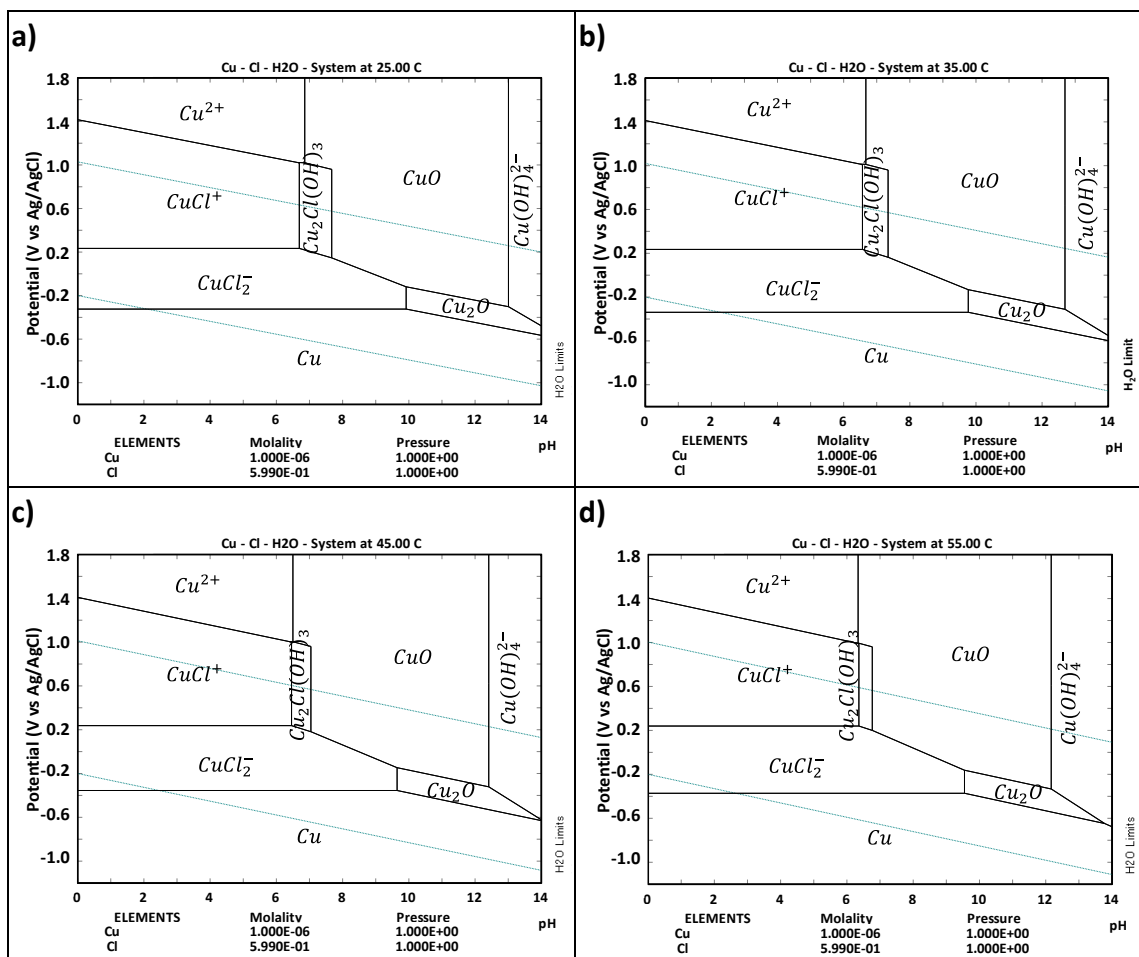 a)
Cu - Cl - H2O - System at 25.00 C
Potential (V vs Ag/AgCl)
1.8
1.4
1.0
0.6
0.2
-0.2
-0.6
-1.0
Cu²⁺
CuCl⁺
Cu₂Cl(OH)₃
CuO
Cu(OH)₄²⁻
CuCl₂⁻
Cu₂O
Cu
H2O Limits
0 2 4 6 8 10 12 14
ELEMENTS Molality Pressure pH
Cu 1.000E-06 1.000E+00
Cl 5.990E-01 1.000E+00
b)
Cu - Cl - H2O - System at 35.00 C
Potential (V vs Ag/AgCl)
1.8
1.4
1.0
0.6
0.2
-0.2
-0.6
-1.0
Cu²⁺
CuCl⁺
Cu₂Cl(OH)₃
CuO
Cu(OH)₄²⁻
CuCl₂⁻
Cu₂O
Cu
H₂O Limit
0 2 4 6 8 10 12 14
ELEMENTS Molality Pressure pH
Cu 1.000E-06 1.000E+00
Cl 5.990E-01 1.000E+00
c)
Cu - Cl - H2O - System at 45.00 C
Potential (V vs Ag/AgCl)
1.8
1.4
1.0
0.6
0.2
-0.2
-0.6
-1.0
Cu²⁺
CuCl⁺
Cu₂Cl(OH)₃
CuO
Cu(OH)₄²⁻
CuCl₂⁻
Cu₂O
Cu
H2O Limits
0 2 4 6 8 10 12 14
ELEMENTS Molality Pressure pH
Cu 1.000E-06 1.000E+00
Cl 5.990E-01 1.000E+00
d)
Cu - Cl - H2O - System at 55.00 C
Potential (V vs Ag/AgCl)
1.8
1.4
1.0
0.6
0.2
-0.2
-0.6
-1.0
Cu²⁺
CuCl⁺
Cu₂Cl(OH)₃
CuO
Cu(OH)₄²⁻
CuCl₂⁻
Cu₂O
Cu
H2O Limits
0 2 4 6 8 10 12 14
ELEMENTS Molality Pressure pH
Cu 1.000E-06 1.000E+00
Cl 5.990E-01 1.000E+00